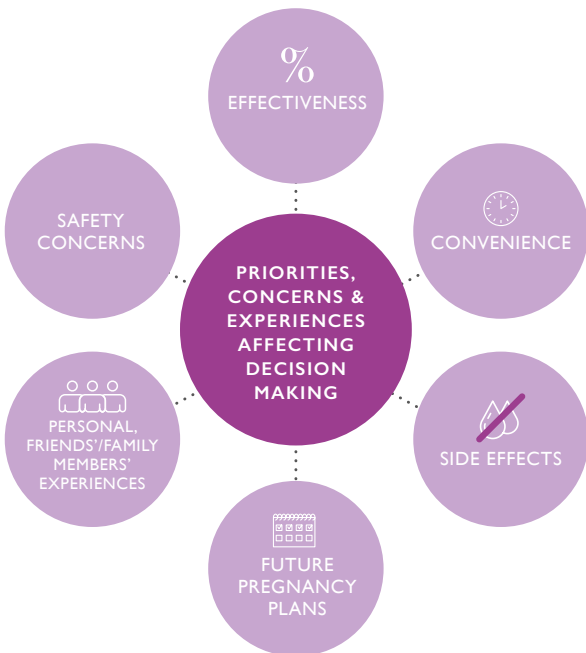 %
EFFECTIVENESS
SAFETY
CONCERNS
CONVENIENCE
PRIORITIES,
CONCERNS &
EXPERIENCES
AFFECTING
DECISION
MAKING
PERSONAL,
FRIENDS’/FAMILY
MEMBERS’
EXPERIENCES
SIDE EFFECTS
FUTURE
PREGNANCY
PLANS